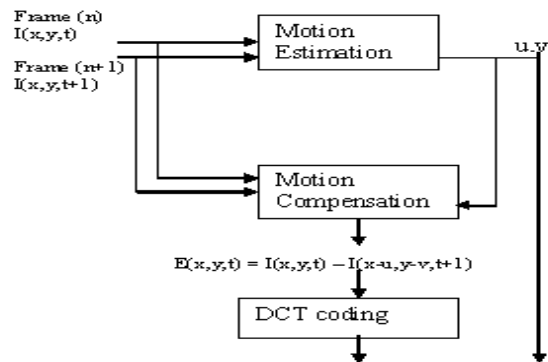 Frame (n)
I(x,y,t)
Frame (n+1)
I(x,y,t+1)
Motion
Estimation
u,v
Motion
Compensation
E(x,y,t) = I(x,y,t) – I(x-u,y-v,t+1)
DCT coding